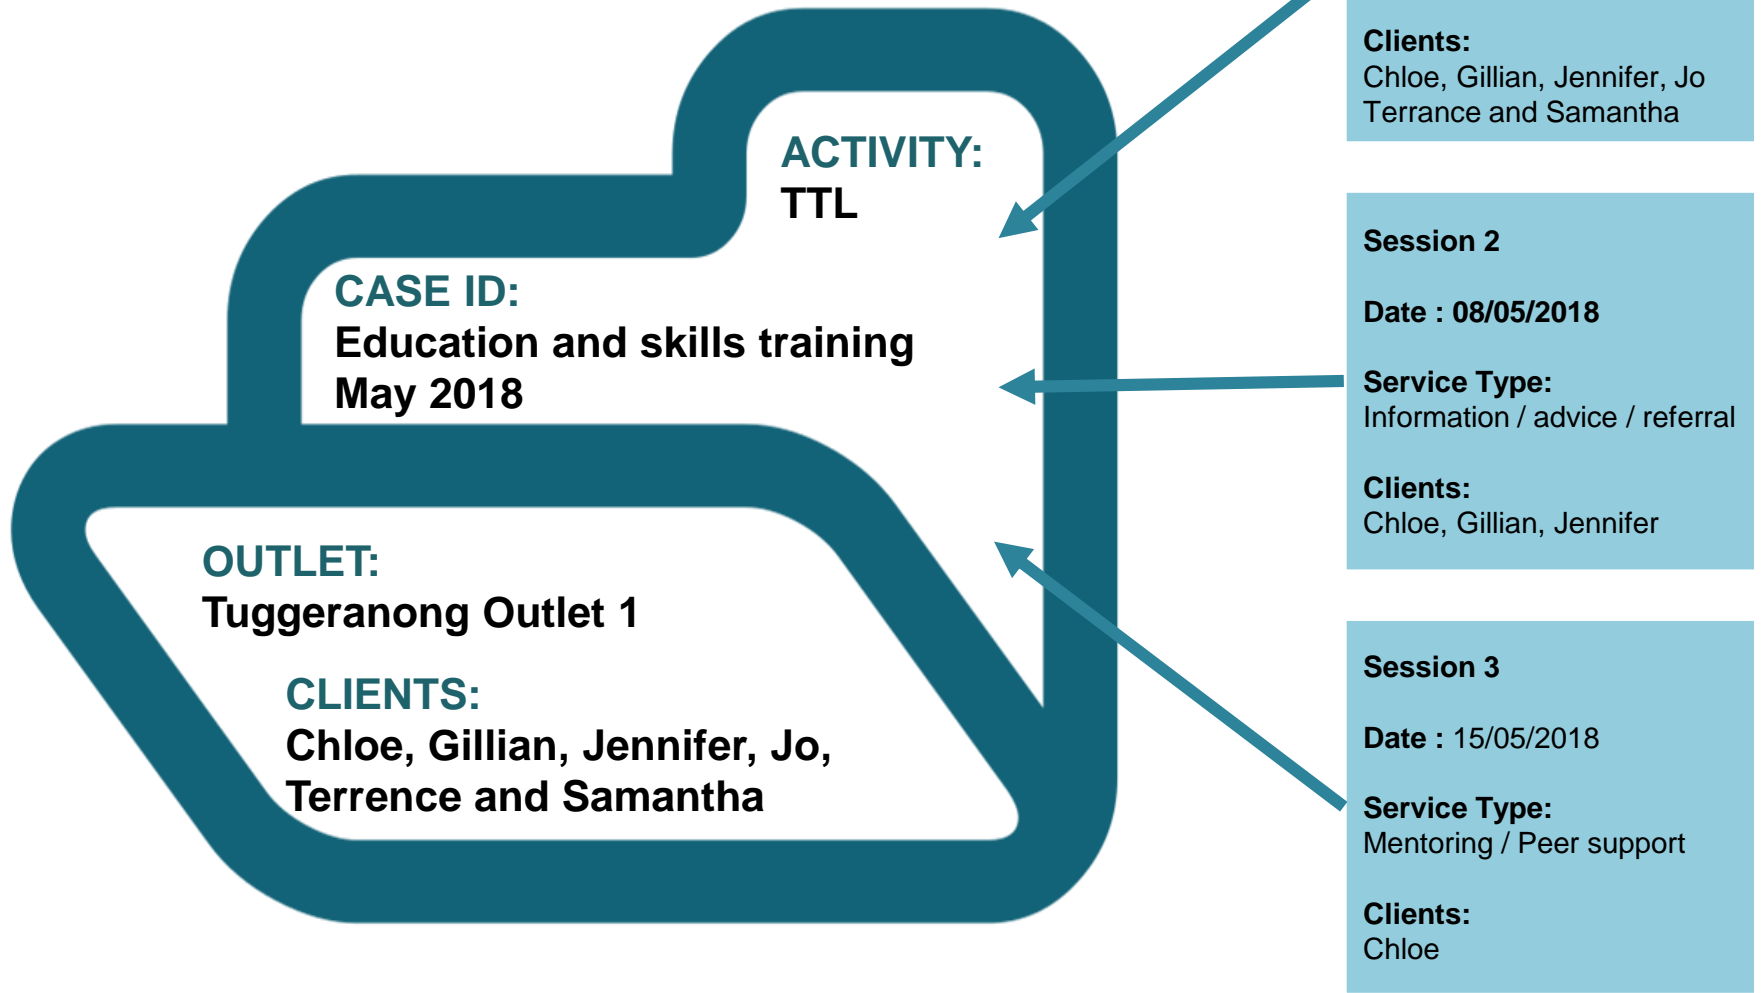 ACTIVITY:
TTL
CASE ID:
Education and skills training
May 2018
OUTLET:
Tuggeranong Outlet 1
CLIENTS:
Chloe, Gillian, Jennifer, Jo,
Terrence and Samantha
Clients:
Chloe, Gillian, Jennifer, Jo
Terrance and Samantha
Session 2
Date : 08/05/2018
Service Type:
Information / advice / referral
Clients:
Chloe, Gillian, Jennifer
Session 3
Date : 15/05/2018
Service Type:
Mentoring / Peer support
Clients:
Chloe